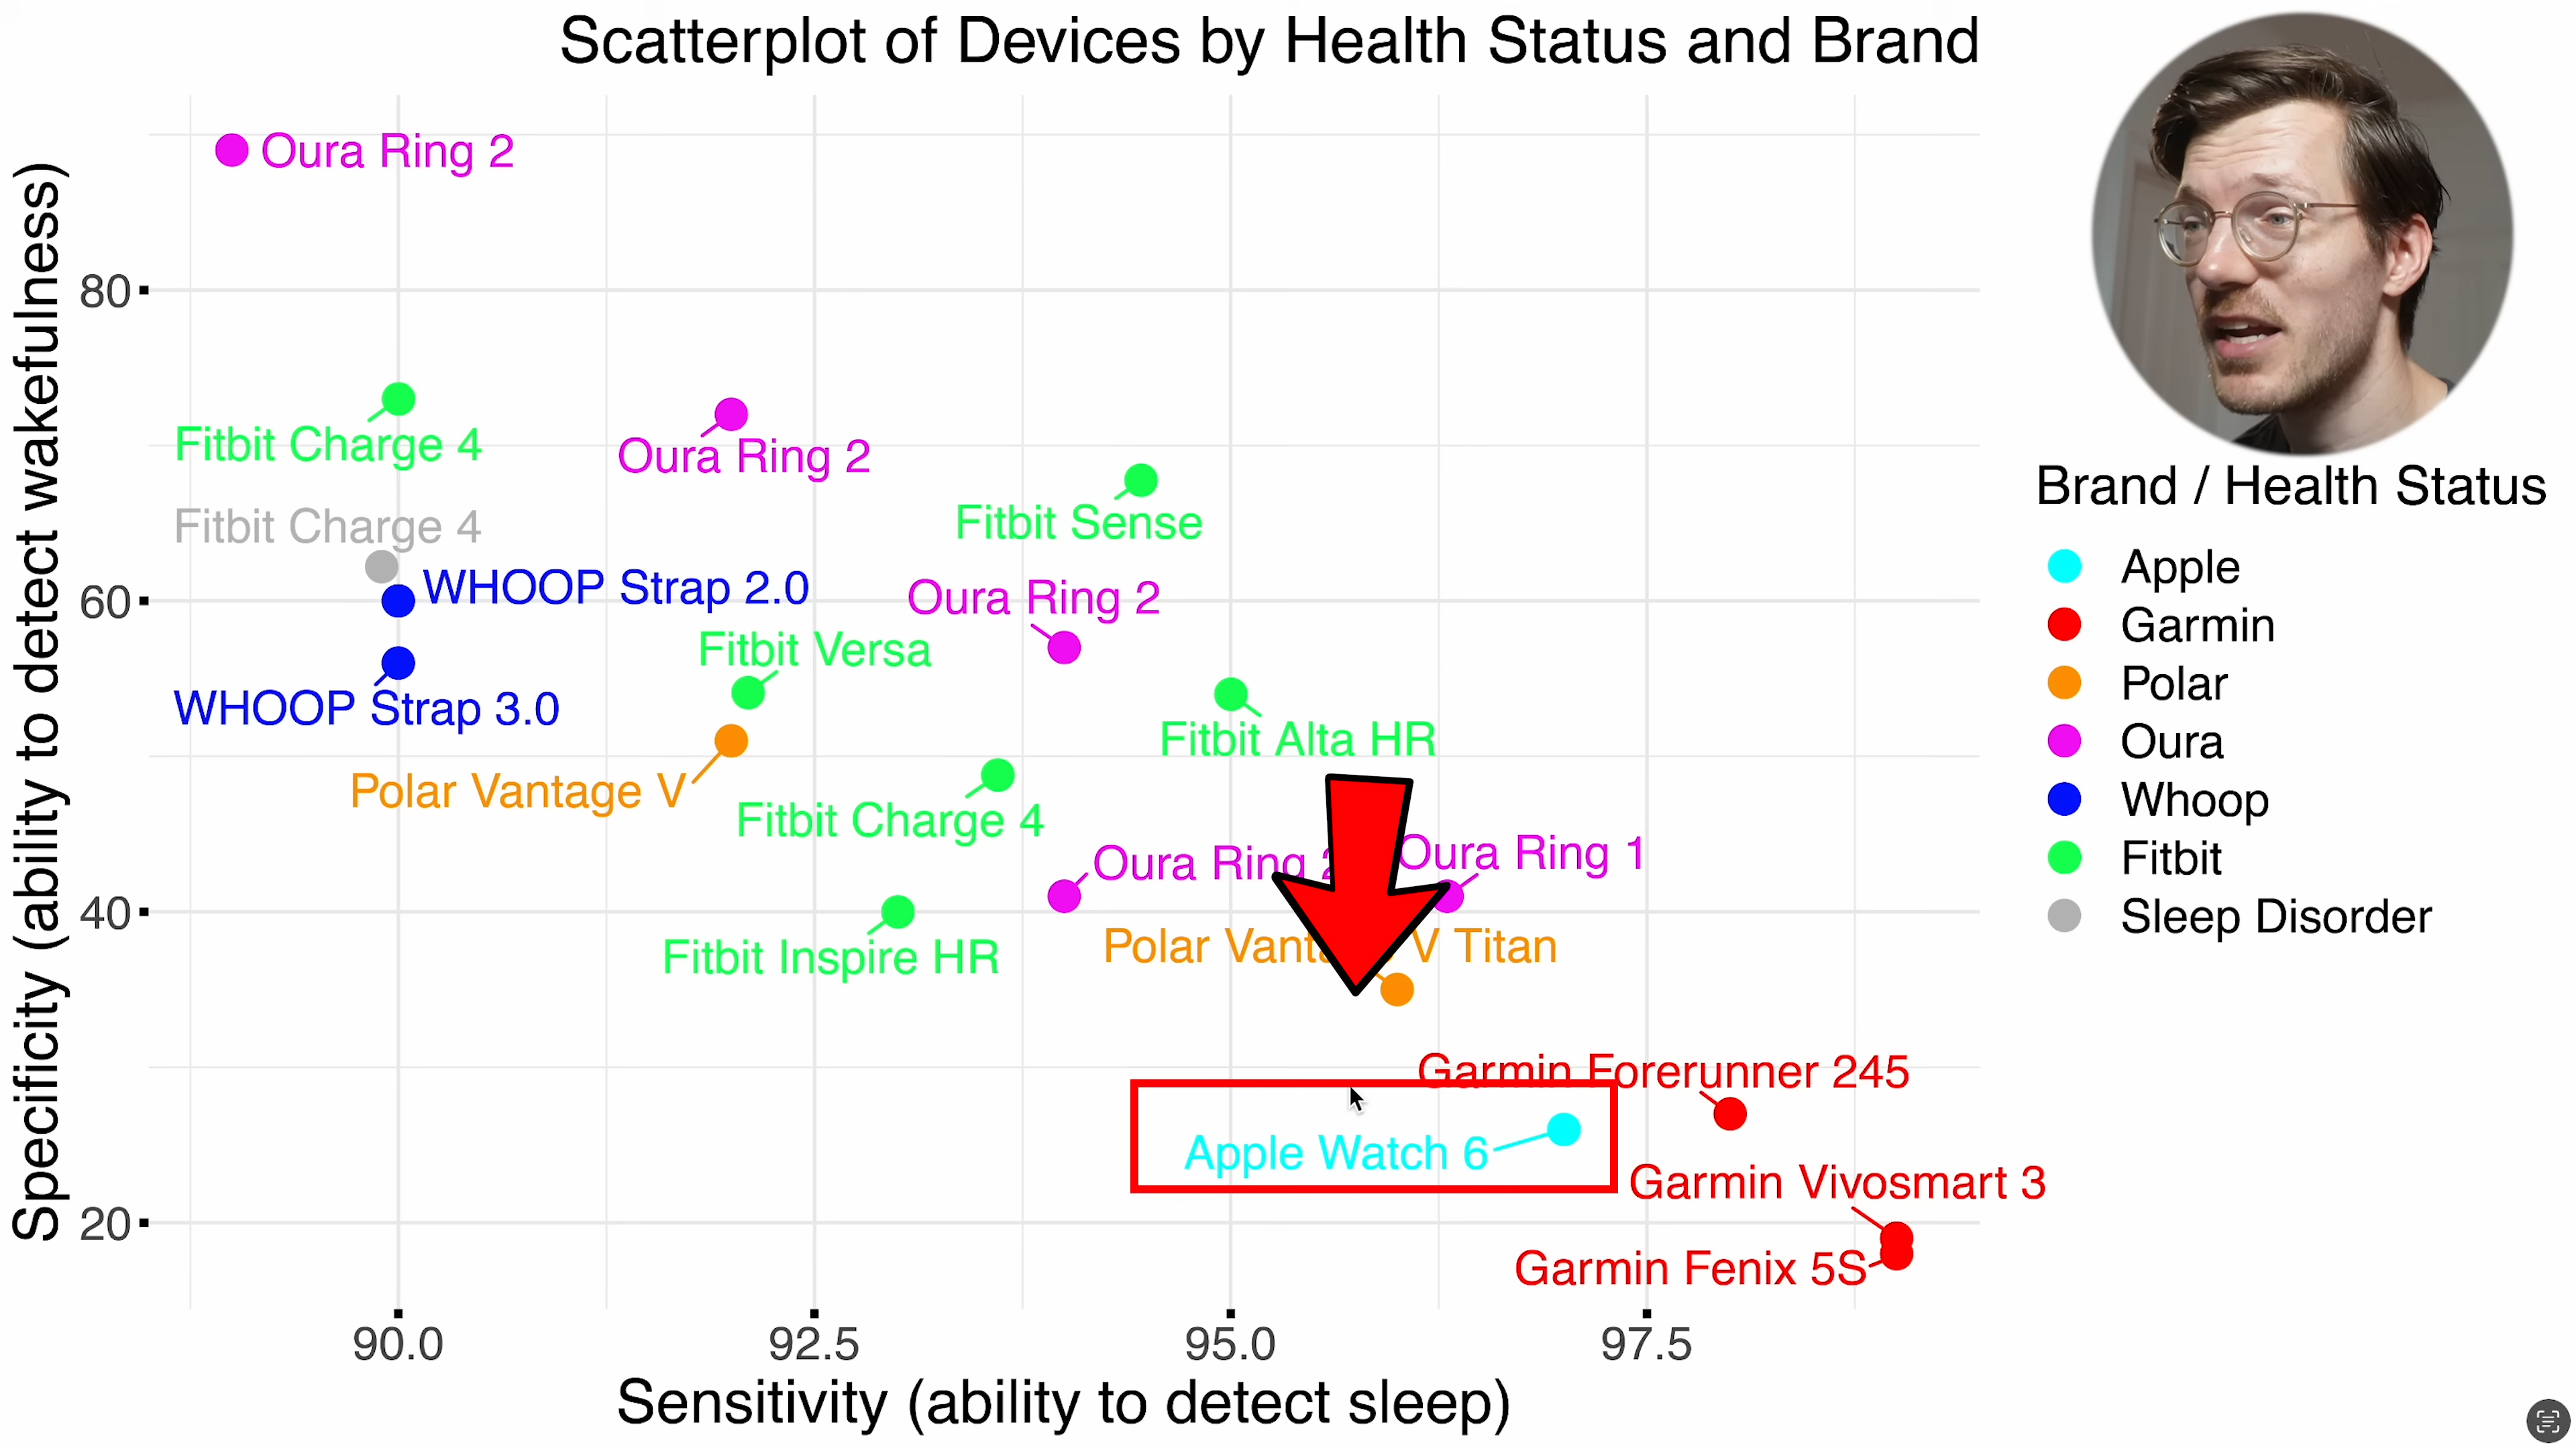 Scatterplot of Devices by Health Status and Brand
Specificity (ability to detect wakefulness)
80
60
40
20
Oura Ring 2
Fitbit Charge 4
Oura Ring 2
Fitbit Sense
Fitbit Charge 4
WHOOP Strap 2.0
Oura Ring 2
Fitbit Versa
WHOOP Strap 3.0
Fitbit Alta HR
Polar Vantage V
Fitbit Charge 4
Oura Ring 2
Oura Ring 1
Fitbit Inspire HR
Polar Vantage V Titan
Garmin Forerunner 245
Apple Watch 6
Garmin Vivosmart 3
Garmin Fenix 5S
90.0
92.5
95.0
97.5
Sensitivity (ability to detect sleep)
Brand / Health Status
Apple
Garmin
Polar
Oura
Whoop
Fitbit
Sleep Disorder